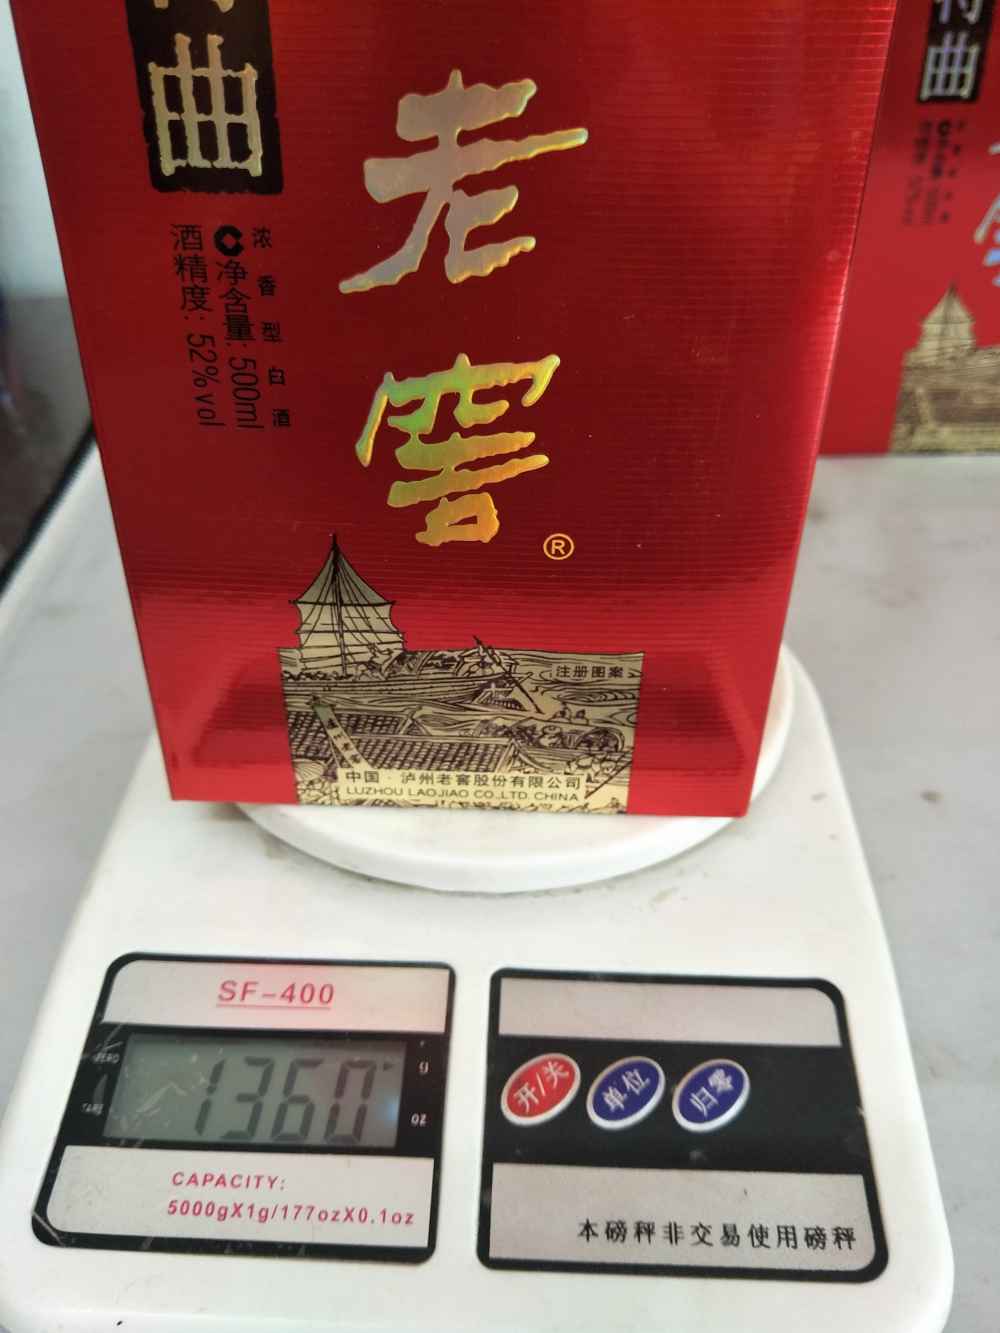 特曲
老窖
®
浓香型白酒
净含量:500ml
酒精度:52%vol
注册图案
中国·泸州老窖股份有限公司
LUZHOU LAOJIAO CO.,LTD. CHINA
曲
SF-400
ZERO
TARE
1360
g
oz
CAPACITY:
5000gX1g/177ozX0.1oz
开/关
单位
归零
本磅秤非交易使用磅秤